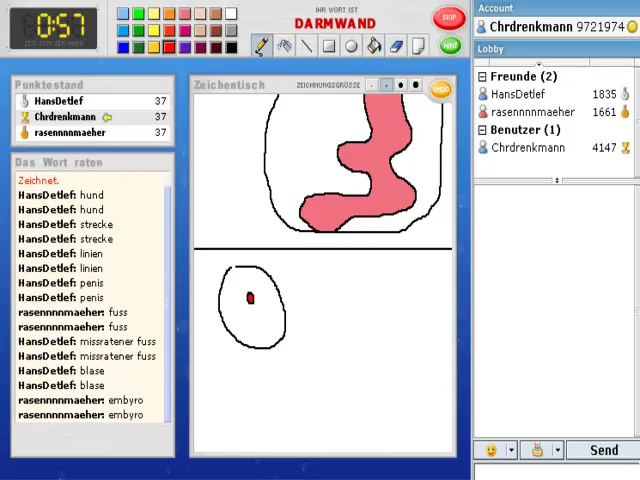 0:57
ZEIT ZUM ZEICHNEN
IHR WORT IST
DARMWAND
SKIP
HINT
Account
Chrdrenkmann 9721974
Lobby
Freunde (2)
HansDetlef 1835
rasennnnmaeher 1661
Benutzer (1)
Chrdrenkmann 4147
Send
Punktestand
HansDetlef 37
Chrdrenkmann 37
rasennnnmaeher 37
Das Wort raten
Zeichnet.
HansDetlef: hund
HansDetlef: hund
HansDetlef: strecke
HansDetlef: strecke
HansDetlef: linien
HansDetlef: linien
HansDetlef: penis
HansDetlef: penis
rasennnnmaeher: fuss
rasennnnmaeher: fuss
HansDetlef: missratener fuss
HansDetlef: missratener fuss
HansDetlef: blase
HansDetlef: blase
rasennnnmaeher: embyro
rasennnnmaeher: embyro
Zeichentisch
ZEICHNUNGSGRÖSSE
UNDO